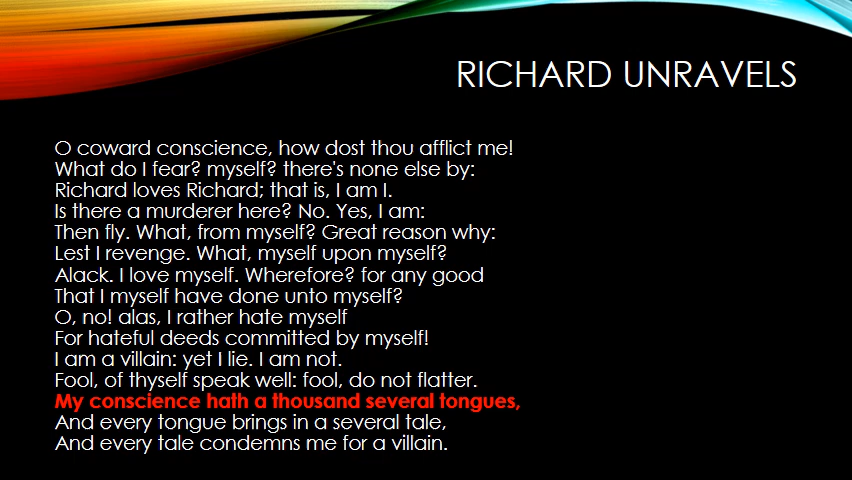 RICHARD UNRAVELS
O coward conscience, how dost thou afflict me!
What do I fear? myself? there's none else by:
Richard loves Richard; that is, I am I.
Is there a murderer here? No. Yes, I am:
Then fly. What, from myself? Great reason why:
Lest I revenge. What, myself upon myself?
Alack. I love myself. Wherefore? for any good
That I myself have done unto myself?
O, no! alas, I rather hate myself
For hateful deeds committed by myself!
I am a villain: yet I lie. I am not.
Fool, of thyself speak well: fool, do not flatter.
My conscience hath a thousand several tongues,
And every tongue brings in a several tale,
And every tale condemns me for a villain.